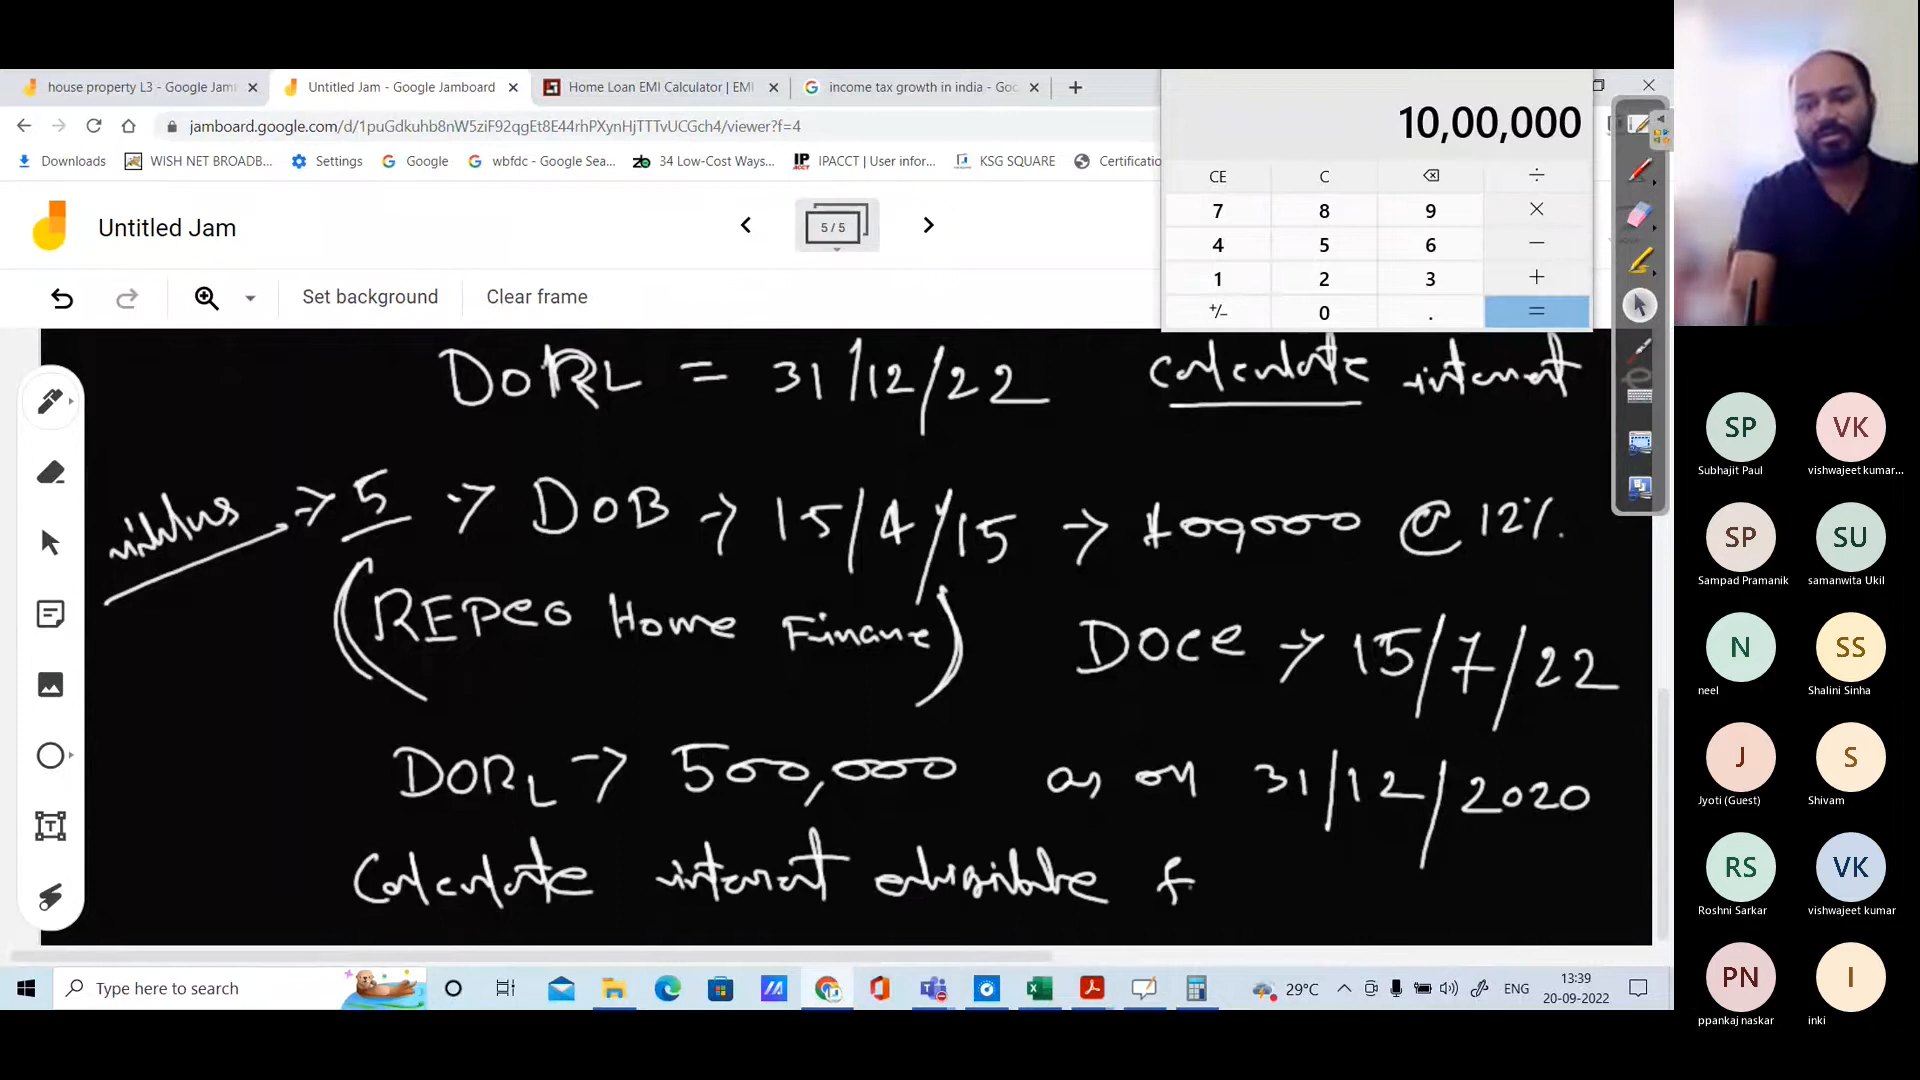 house property L3 - Google Jam
Untitled Jam - Google Jamboard
Home Loan EMI Calculator | EMI
income tax growth in india - Goo
jamboard.google.com/d/1puGdkuhb8nW5ziF92qgEt8E44rhPXynHjTTTvUCGch4/viewer?f=4
Downloads
WISH NET BROADB...
Settings
Google
wbfdc - Google Sea...
34 Low-Cost Ways...
IPACCT | User infor...
KSG SQUARE
Certificatio
Untitled Jam
5 / 5
Set background
Clear frame
10,00,000
CE C ⌫ ÷
7 8 9 ×
4 5 6 −
1 2 3 +
+/− 0 . =
DORL = 31/12/22 calculate interest
→ 5 → DOB → 15/4/15 → 100000 @ 12%.
(REPCO Home Finance) DOCE → 15/7/22
DORL → 500,000 as on 31/12/2020
Calculate interest eligible f
Type here to search
29°C
ENG
13:39
20-09-2022
SP
Subhajit Paul
VK
vishwajeet kumar...
SP
Sampad Pramanik
SU
samanwita Ukil
N
neel
SS
Shalini Sinha
J
Jyoti (Guest)
S
Shivam
RS
Roshni Sarkar
VK
vishwajeet kumar
PN
ppankaj naskar
I
inki